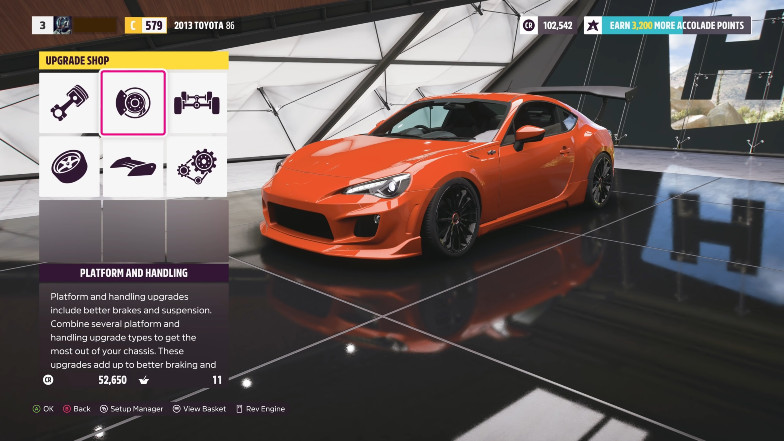 3
C 579
2013 TOYOTA 86
CR 102,542
EARN 3,200 MORE ACCOLADE POINTS
UPGRADE SHOP
PLATFORM AND HANDLING
Platform and handling upgrades
include better brakes and suspension.
Combine several platform and
handling upgrade types to get the
most out of your chassis. These
upgrades add up to better braking and
CR 52,650 11
A OK B Back Setup Manager View Basket Rev Engine
H
H